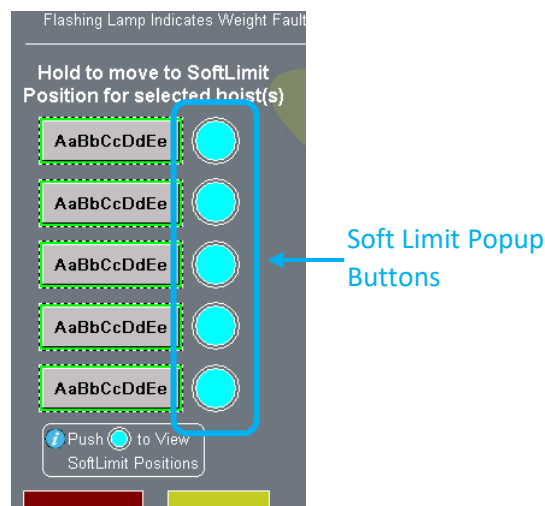 Flashing Lamp Indicates Weight Fault
Hold to move to SoftLimit
Position for selected hoist(s)
AaBbCcDdEe
AaBbCcDdEe
AaBbCcDdEe
AaBbCcDdEe
AaBbCcDdEe
Soft Limit Popup
Buttons
i Push to View
SoftLimit Positions